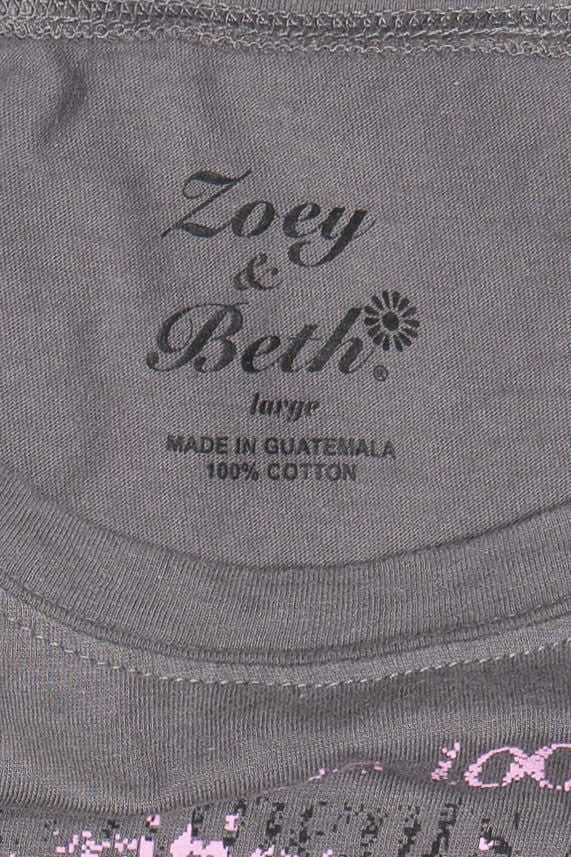 Zoey
&
Beth®
large
MADE IN GUATEMALA
100% COTTON